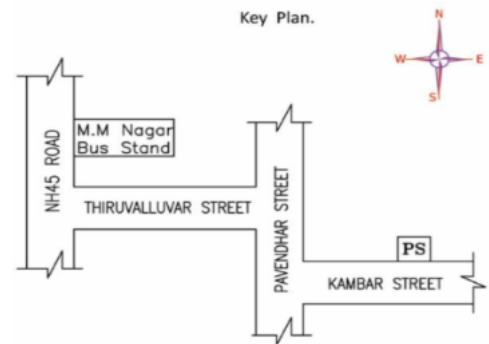 Key Plan.
N
W
E
S
M.M Nagar
Bus Stand
NH45 ROAD
THIRUVALLUVAR STREET
PAVENDHAR STREET
PS
KAMBAR STREET